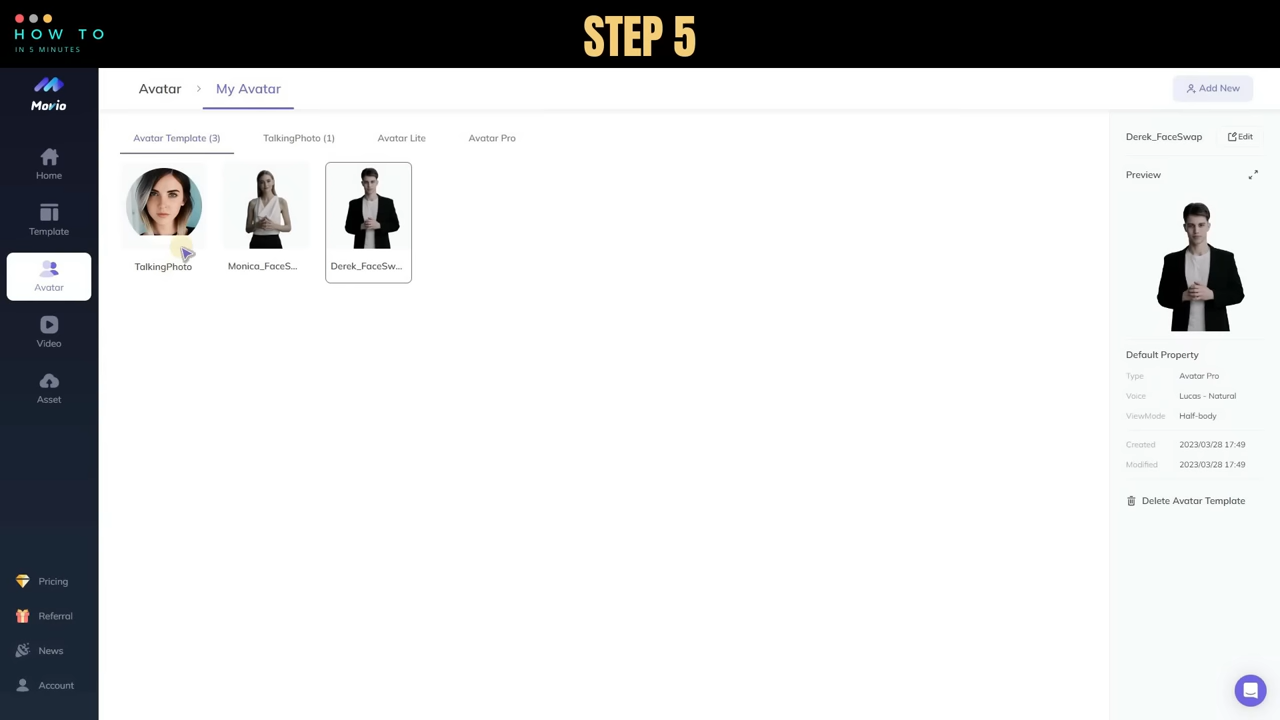 HOW TO
IN 5 MINUTES
STEP 5
Movio
Home
Template
Avatar
Video
Asset
Pricing
Referral
News
Account
Avatar > My Avatar
Add New
Avatar Template (3)
TalkingPhoto (1)
Avatar Lite
Avatar Pro
TalkingPhoto
Monica_FaceS...
Derek_FaceSw...
Derek_FaceSwap
Edit
Preview
Default Property
Type Avatar Pro
Voice Lucas - Natural
ViewMode Half-body
Created 2023/03/28 17:49
Modified 2023/03/28 17:49
Delete Avatar Template